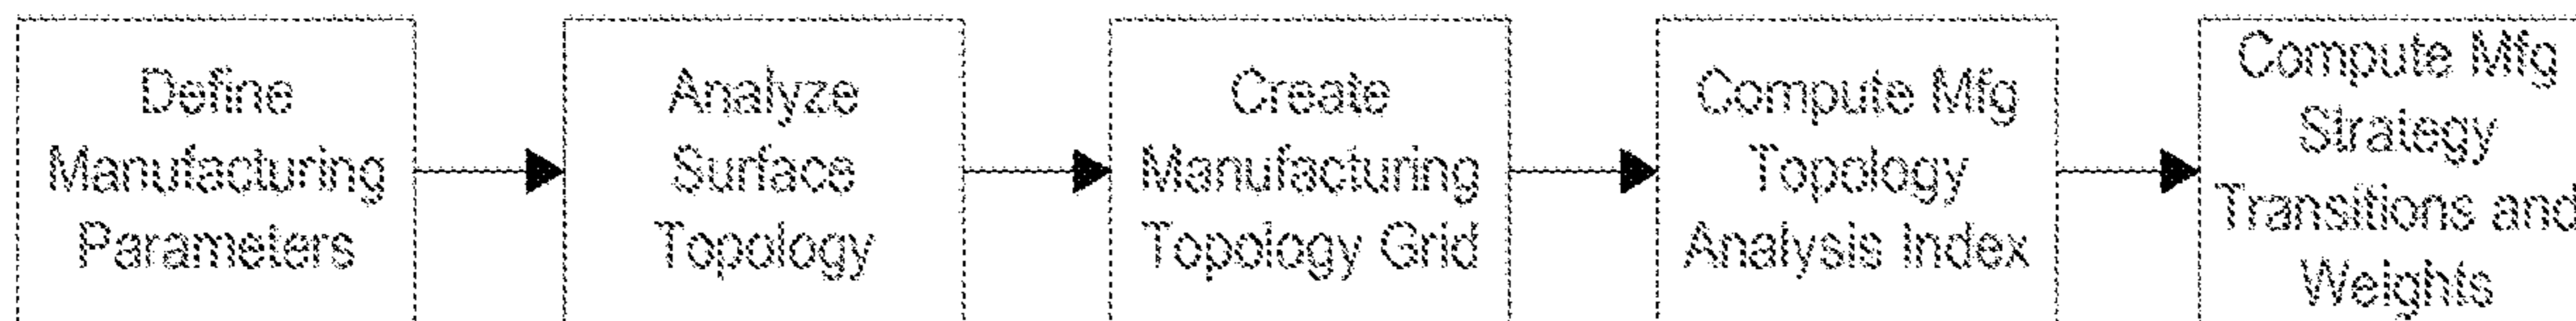 Define
Manufacturing
Parameters
Analyze
Surface
Topology
Create
Manufacturing
Topology Grid
Compute Mfg
Topology
Analysis Index
Compute Mfg
Strategy
Transitions and
Weights